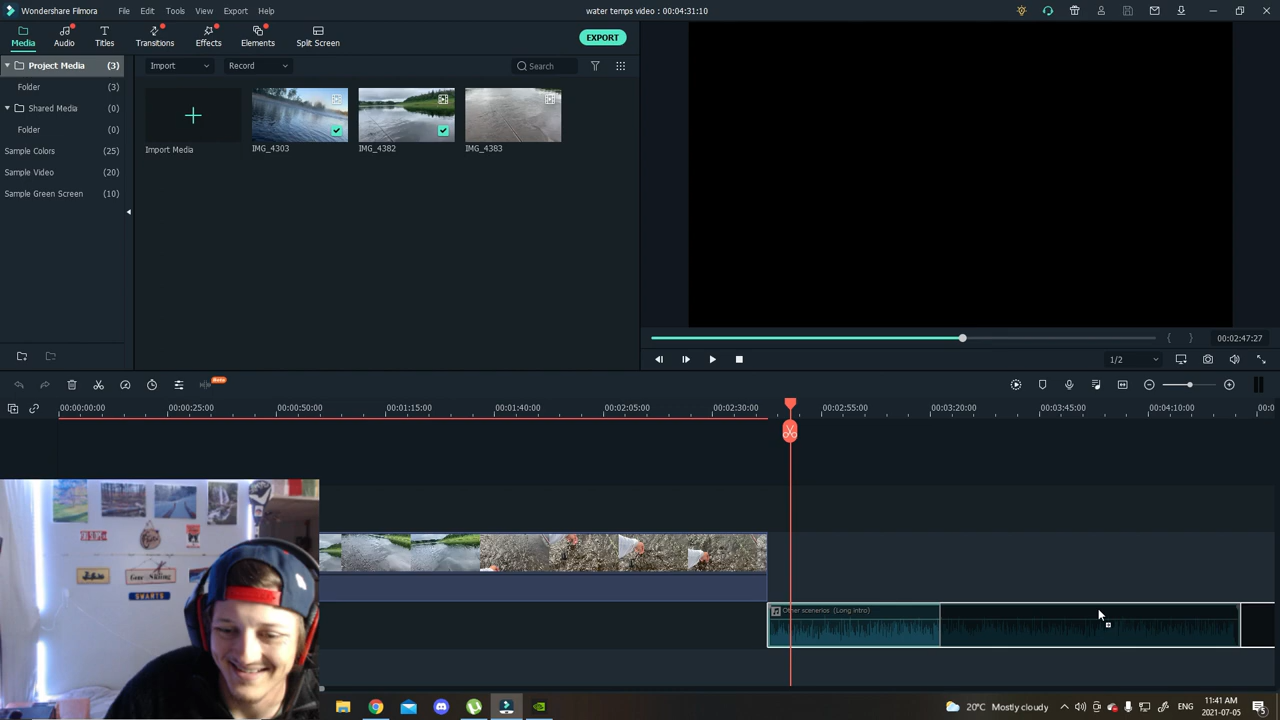 Wondershare Filmora File Edit Tools View Export Help water temps video : 00:04:31:10
Media Audio Titles Transitions Effects Elements Split Screen EXPORT
Project Media (3) Import Record Search
Folder (3)
Shared Media (0)
Folder (0)
Sample Colors (25)
Sample Video (20)
Sample Green Screen (10)
Import Media IMG_4303 IMG_4382 IMG_4383
00:02:47:27
1/2
Beta
00:00:00:00 00:00:25:00 00:00:50:00 00:01:15:00 00:01:40:00 00:02:05:00 00:02:30:00 00:02:55:00 00:03:20:00 00:03:45:00 00:04:10:00 00:0
Other scenerios (Long intro)
20°C Mostly cloudy ENG 11:41 AM
2021-07-05